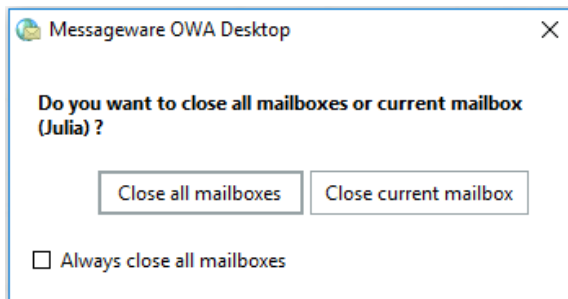 Messageware OWA Desktop
Do you want to close all mailboxes or current mailbox
(Julia) ?
Close all mailboxes Close current mailbox
Always close all mailboxes